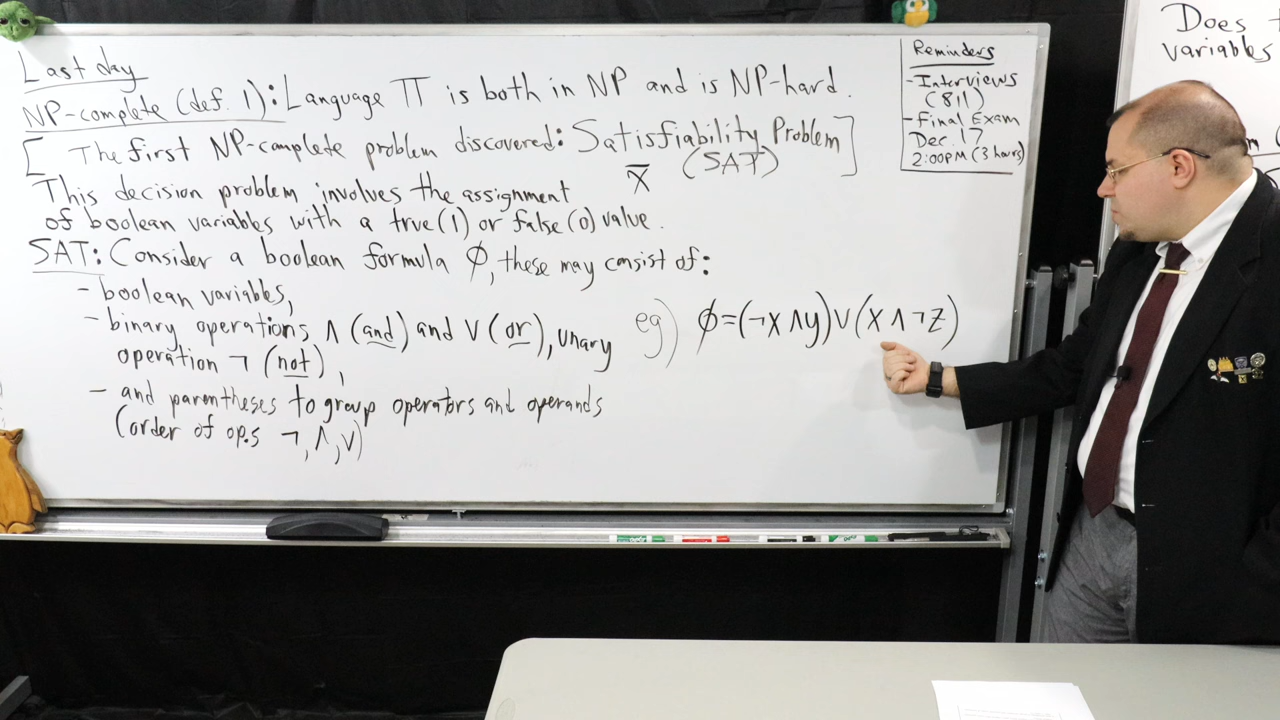 Last day
NP-complete (def. 1): Language Π is both in NP and is NP-hard.
[ The first NP-complete problem discovered: Satisfiability Problem ]
(SAT)
x̅
This decision problem involves the assignment
of boolean variables with a true(1) or false(0) value.
SAT: Consider a boolean formula ϕ, these may consist of:
- boolean variables,
- binary operations ∧ (and) and ∨ (or), unary
operation ¬ (not),
- and parentheses to group operators and operands
(order of op.s ¬, ∧, ∨)
eg) ϕ=(¬x∧y)∨(x∧¬z)
Reminders
- Interviews
(811)
- Final Exam
Dec. 17
2:00PM (3 hours)
Does
variables